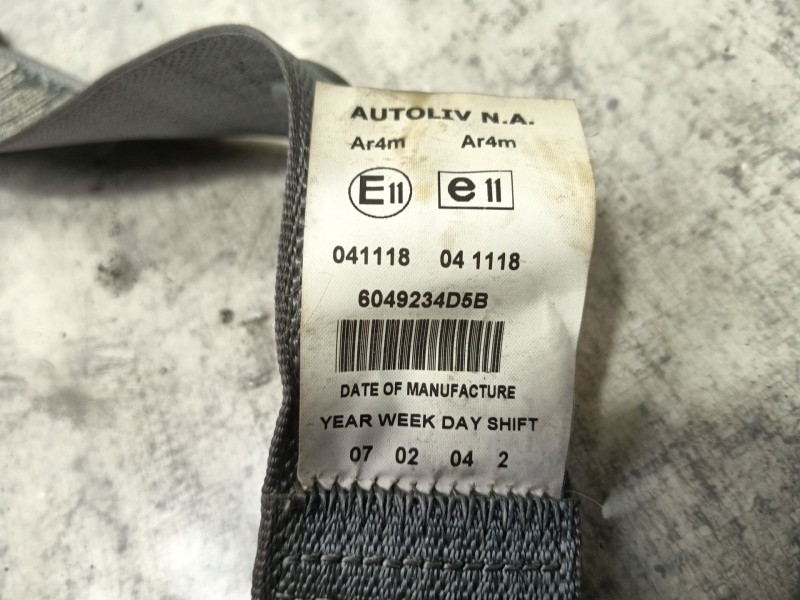 AUTOLIV N.A.
Ar4m Ar4m
E11 e11
041118 04 1118
6049234D5B
DATE OF MANUFACTURE
YEAR WEEK DAY SHIFT
07 02 04 2